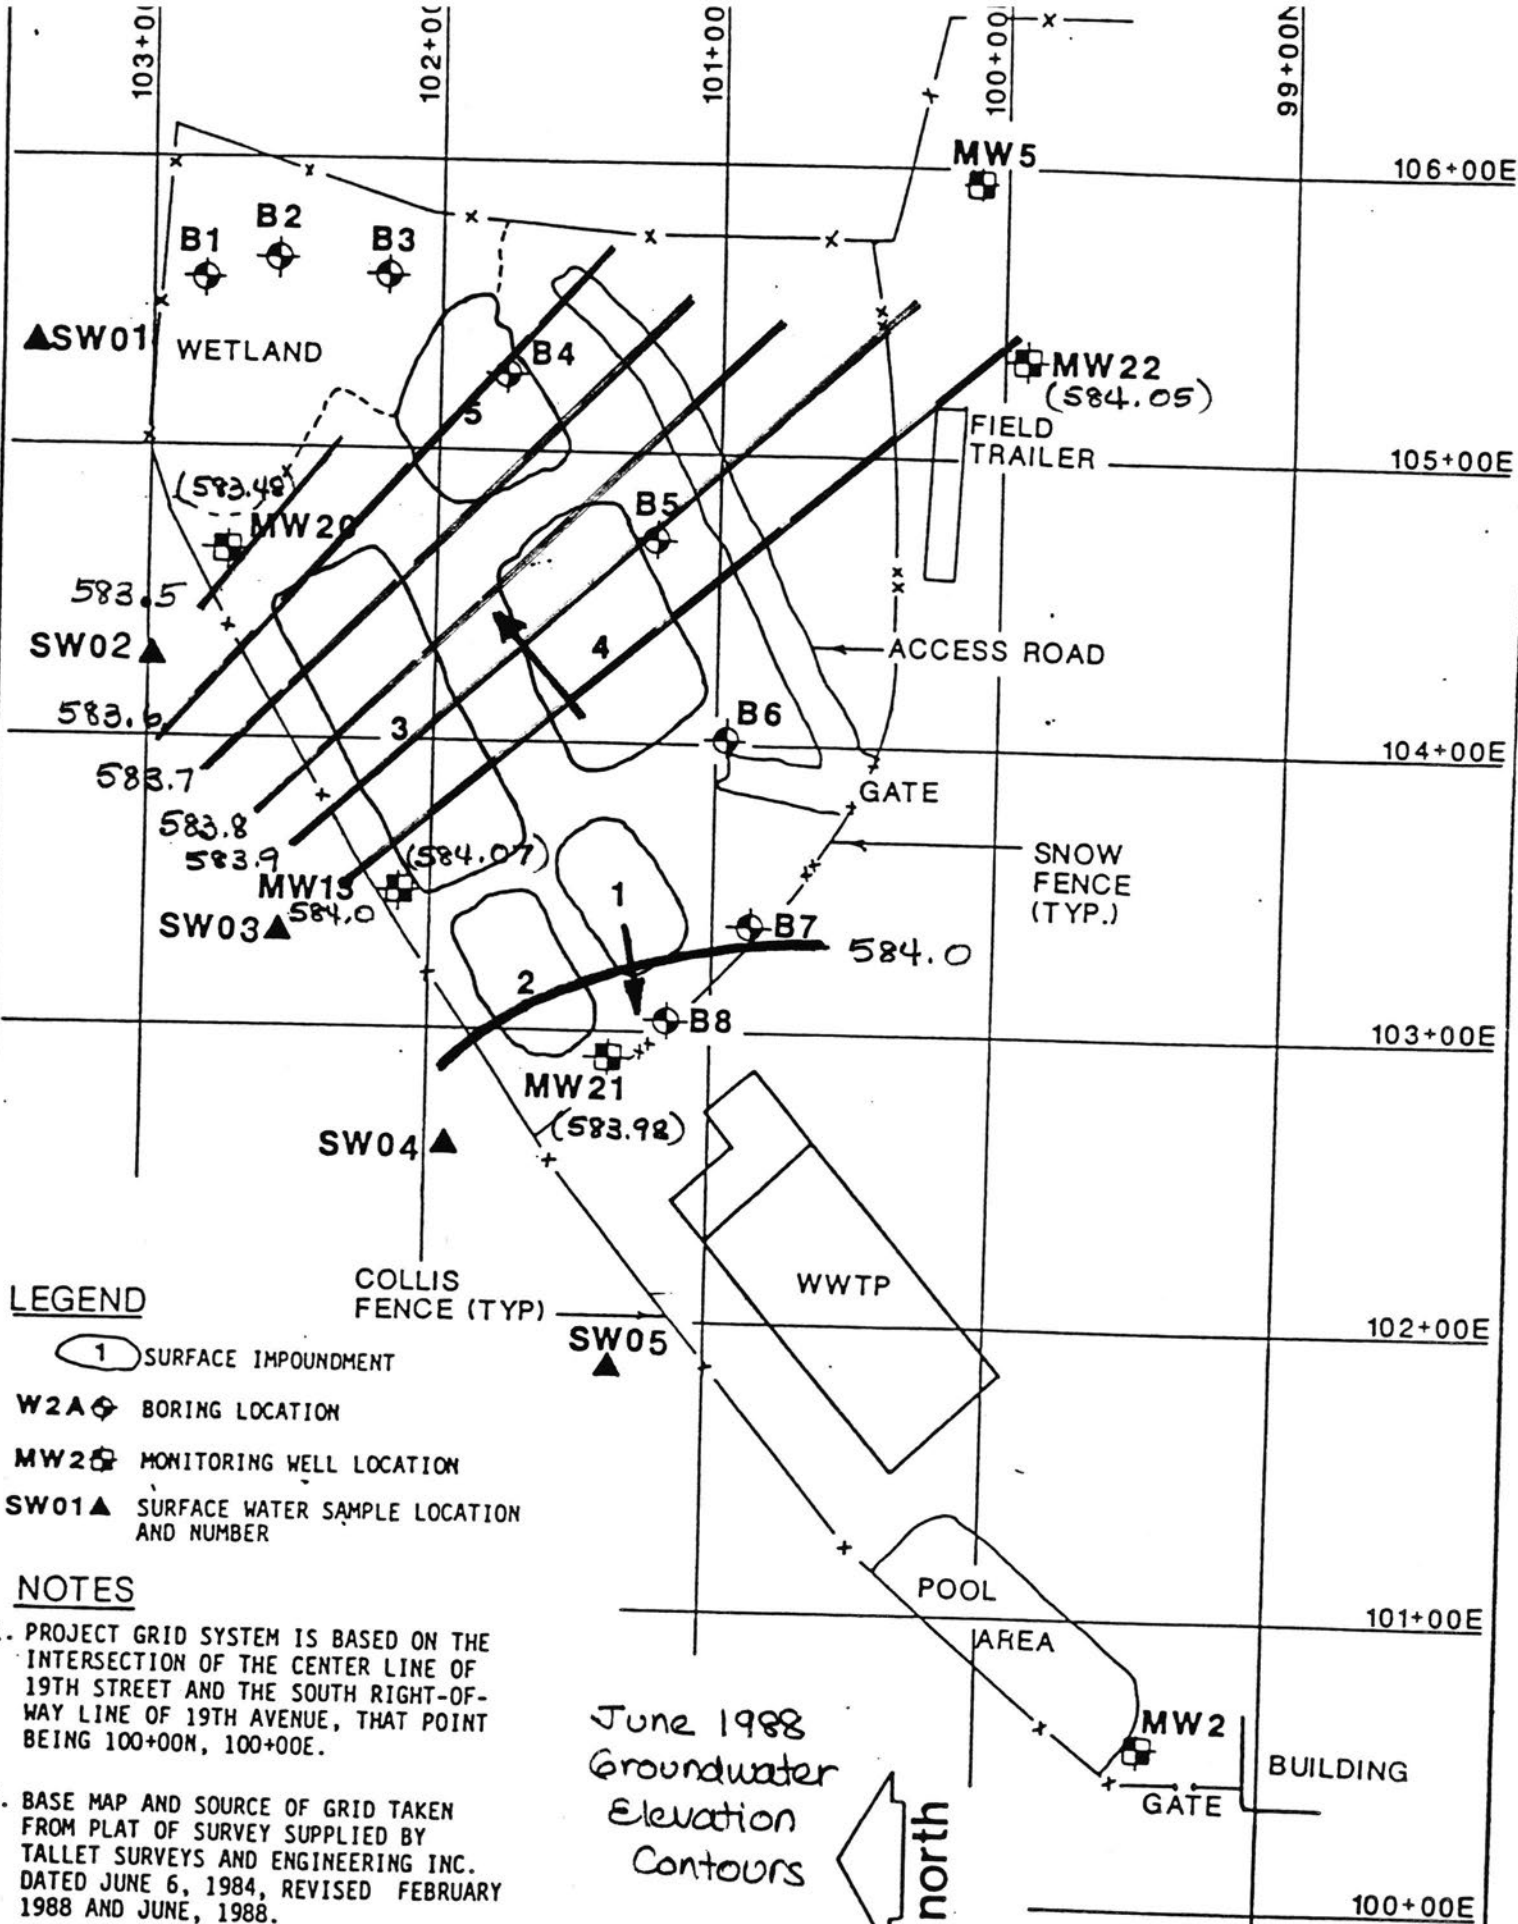 103+0
102+00
101+00
100+00
99+00N
MW5
106+00E
B1
B2
B3
SW01
WETLAND
B4
MW22
(584.05)
5
FIELD
TRAILER
105+00E
(583.48)
MW20
B5
583.5
SW02
4
ACCESS ROAD
583.6
3
B6
104+00E
583.7
GATE
583.8
583.9
(584.07)
SNOW
FENCE
(TYP.)
MW13
584.0
SW03
1
B7
584.0
2
B8
103+00E
MW21
(583.98)
SW04
WWTP
COLLIS
FENCE (TYP)
SW05
102+00E
LEGEND
1 SURFACE IMPOUNDMENT
W2A BORING LOCATION
MW2 MONITORING WELL LOCATION
SW01 SURFACE WATER SAMPLE LOCATION
AND NUMBER
POOL
AREA
101+00E
NOTES
. PROJECT GRID SYSTEM IS BASED ON THE
INTERSECTION OF THE CENTER LINE OF
19TH STREET AND THE SOUTH RIGHT-OF-
WAY LINE OF 19TH AVENUE, THAT POINT
BEING 100+00N, 100+00E.
. BASE MAP AND SOURCE OF GRID TAKEN
FROM PLAT OF SURVEY SUPPLIED BY
TALLET SURVEYS AND ENGINEERING INC.
DATED JUNE 6, 1984, REVISED FEBRUARY
1988 AND JUNE, 1988.
June 1988
Groundwater
Elevation
Contours
north
MW2
BUILDING
GATE
100+00E